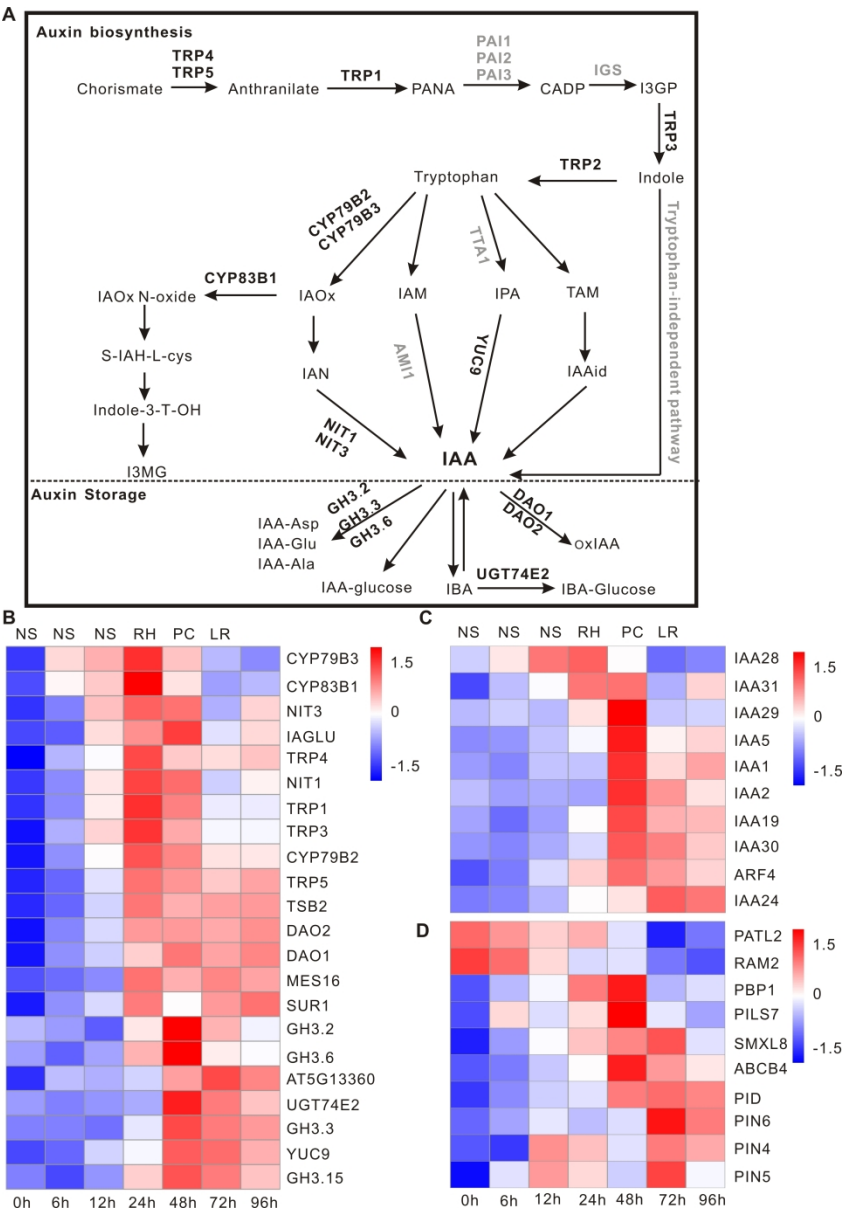 A
Auxin biosynthesis
TRP4
TRP5
TRP1
PAI1
PAI2
PAI3
IGS
Chorismate
Anthranilate
PANA
CADP
I3GP
TRP3
Tryptophan
TRP2
Indole
CYP79B2
CYP79B3
TTA1
Tryptophan-independent pathway
CYP83B1
IAOx N-oxide
IAOx
IAM
IPA
TAM
S-IAH-L-cys
IAN
AMI1
YUC9
IAAid
Indole-3-T-OH
NIT1
NIT3
I3MG
IAA
Auxin Storage
GH3.2
GH3.3
GH3.6
DAO1
DAO2
IAA-Asp
IAA-Glu
IAA-Ala
oxIAA
IAA-glucose
IBA
UGT74E2
IBA-Glucose
B
NS NS NS RH PC LR
CYP79B3
CYP83B1
NIT3
IAGLU
TRP4
NIT1
TRP1
TRP3
CYP79B2
TRP5
TSB2
DAO2
DAO1
MES16
SUR1
GH3.2
GH3.6
AT5G13360
UGT74E2
GH3.3
YUC9
GH3.15
1.5
0
-1.5
0h 6h 12h 24h 48h 72h 96h
C
NS NS NS RH PC LR
IAA28
IAA31
IAA29
IAA5
IAA1
IAA2
IAA19
IAA30
ARF4
IAA24
1.5
0
-1.5
D
PATL2
RAM2
PBP1
PILS7
SMXL8
ABCB4
PID
PIN6
PIN4
PIN5
1.5
0
-1.5
0h 6h 12h 24h 48h 72h 96h